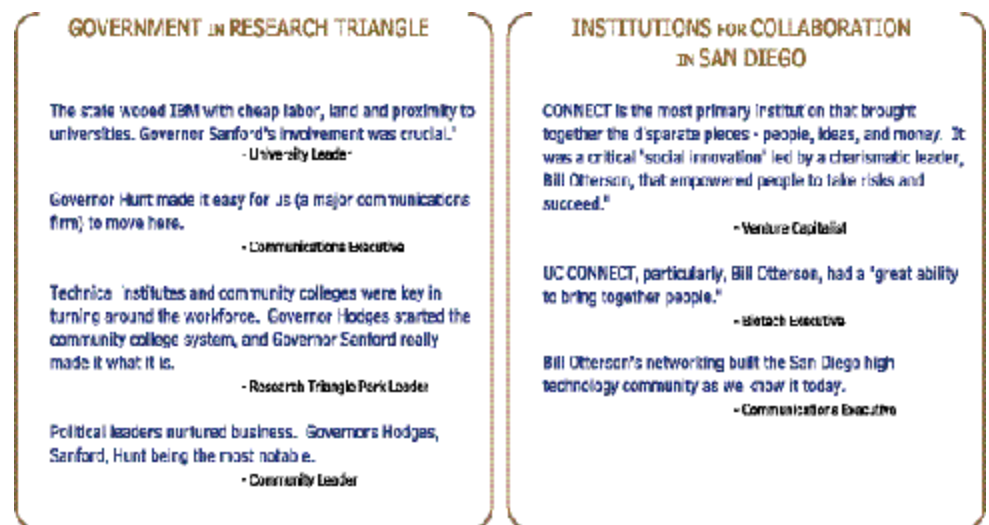 GOVERNMENT IN RESEARCH TRIANGLE
The state wooed IBM with cheap labor, land and proximity to
universities. Governor Sanford's involvement was crucial."
- University Leader
Governor Hunt made it easy for us (a major communications
firm) to move here.
- Communications Executive
Technical institutes and community colleges were key in
turning around the workforce. Governor Hodges started the
community college system, and Governor Sanford really
made it what it is.
- Research Triangle Park Leader
Political leaders nurtured business. Governors Hodges,
Sanford, Hunt being the most notable.
- Community Leader
INSTITUTIONS FOR COLLABORATION
IN SAN DIEGO
CONNECT is the most primary institution that brought
together the disparate pieces - people, ideas, and money. It
was a critical "social innovation" led by a charismatic leader,
Bill Otterson, that empowered people to take risks and
succeed."
- Venture Capitalist
UC CONNECT, particularly, Bill Otterson, had a "great ability
to bring together people."
- Biotech Executive
Bill Otterson's networking built the San Diego high
technology community as we know it today.
- Communications Executive